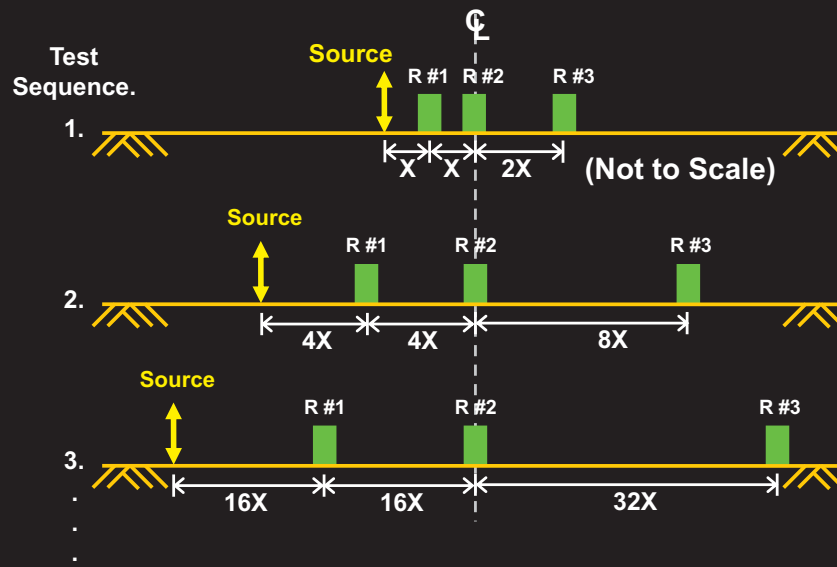 ℄
Test
Sequence.
Source
R #1 R #2 R #3
1.
X X 2X
(Not to Scale)
Source
R #1 R #2 R #3
2.
4X 4X 8X
Source
R #1 R #2 R #3
3.
16X 16X 32X
.
.
.